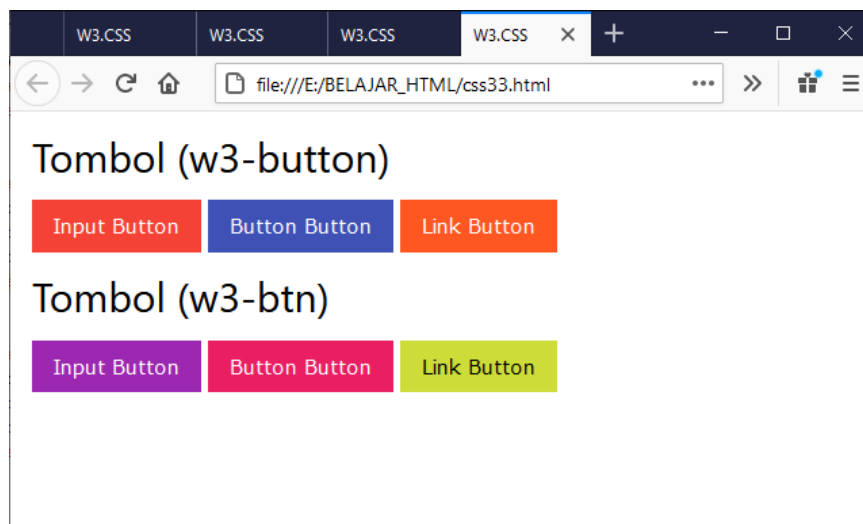 W3.CSS W3.CSS W3.CSS W3.CSS
file:///E:/BELAJAR_HTML/css33.html
Tombol (w3-button)
Input Button Button Button Link Button
Tombol (w3-btn)
Input Button Button Button Link Button